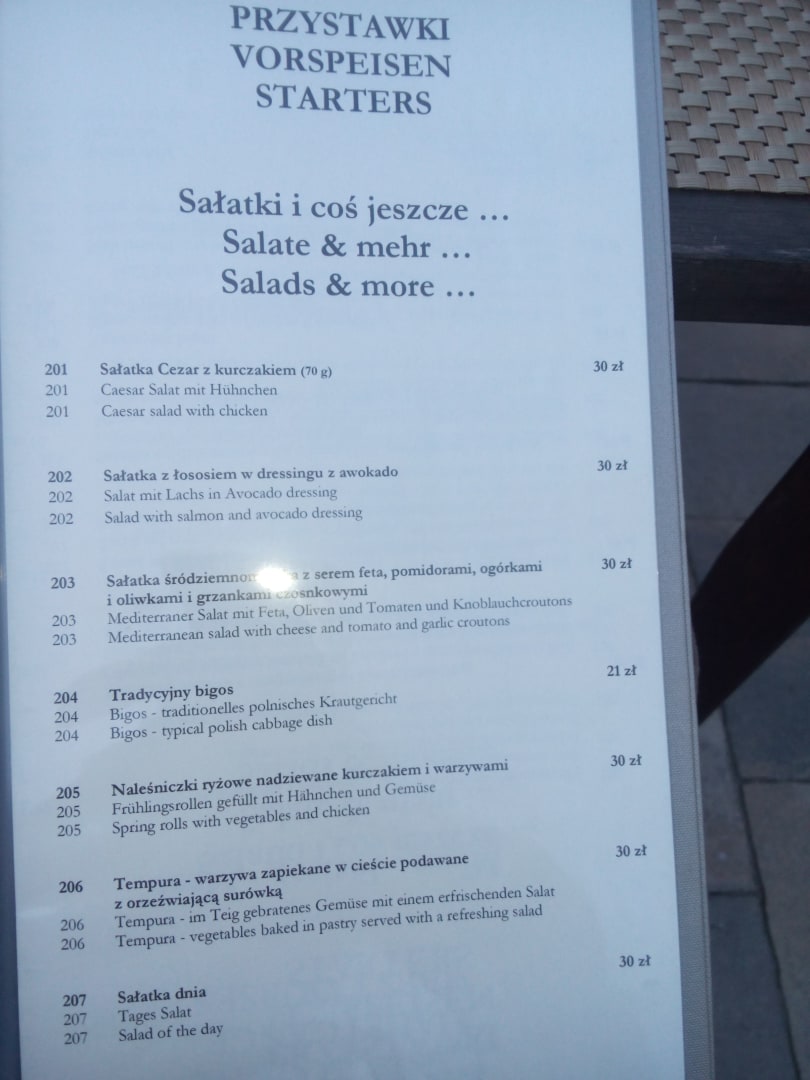 PRZYSTAWKI
VORSPEISEN
STARTERS
Sałatki i coś jeszcze ...
Salate & mehr ...
Salads & more ...
201 Sałatka Cezar z kurczakiem (70 g) 30 zł
201 Caesar Salat mit Hühnchen
201 Caesar salad with chicken
202 Sałatka z łososiem w dressingu z awokado 30 zł
202 Salat mit Lachs in Avocado dressing
202 Salad with salmon and avocado dressing
203 Sałatka z serem feta, pomidorami, ogórkami 30 zł
i oliwkami i grzankami czosnkowymi
203 Mediterraner Salat mit Feta, Oliven und Tomaten und Knoblauchcroutons
203 Mediterranean salad with cheese and tomato and garlic croutons
204 Tradycyjny bigos 21 zł
204 Bigos - traditionelles polnisches Krautgericht
204 Bigos - typical polish cabbage dish
205 Naleśniczki ryżowe nadziewane kurczakiem i warzywami 30 zł
205 Frühlingsrollen gefüllt mit Hähnchen und Gemüse
205 Spring rolls with vegetables and chicken
206 Tempura - warzywa zapiekane w cieście podawane 30 zł
z orzeźwiającą surówką
206 Tempura - im Teig gebratenes Gemüse mit einem erfrischenden Salat
206 Tempura - vegetables baked in pastry served with a refreshing salad
207 Sałatka dnia 30 zł
207 Tages Salat
207 Salad of the day